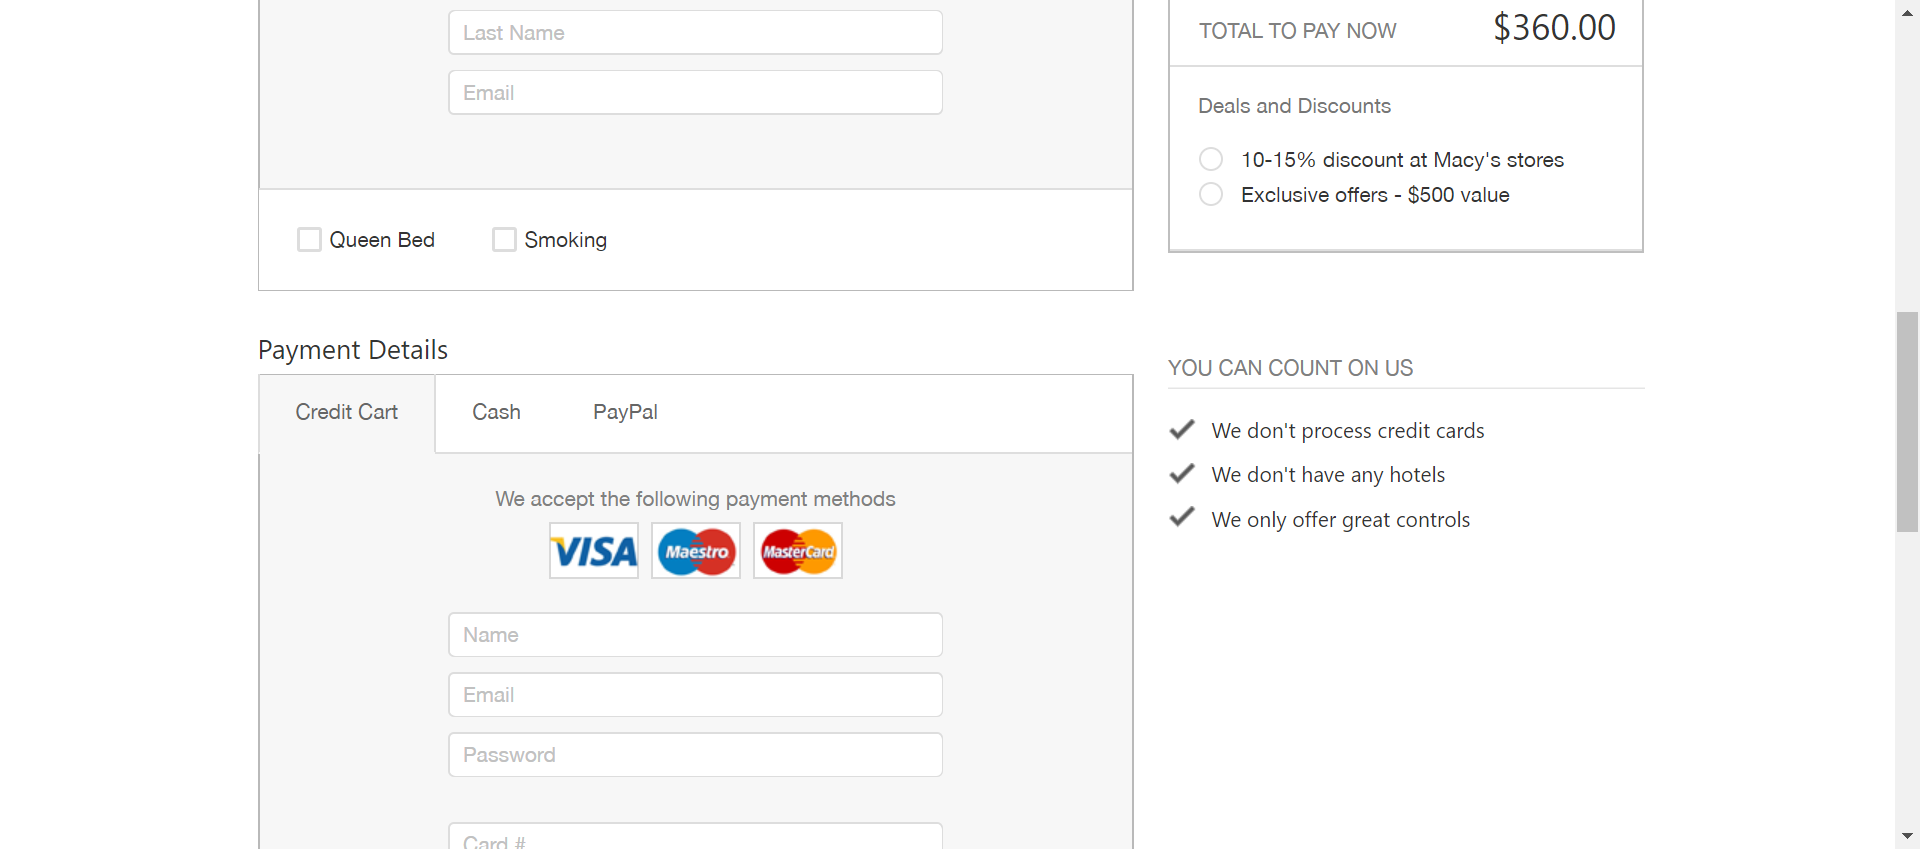 Last Name
Email
Queen Bed
Smoking
TOTAL TO PAY NOW
$360.00
Deals and Discounts
10-15% discount at Macy's stores
Exclusive offers - $500 value
Payment Details
Credit Cart
Cash
PayPal
We accept the following payment methods
VISA
Maestro
MasterCard
Name
Email
Password
Card #
YOU CAN COUNT ON US
We don't process credit cards
We don't have any hotels
We only offer great controls